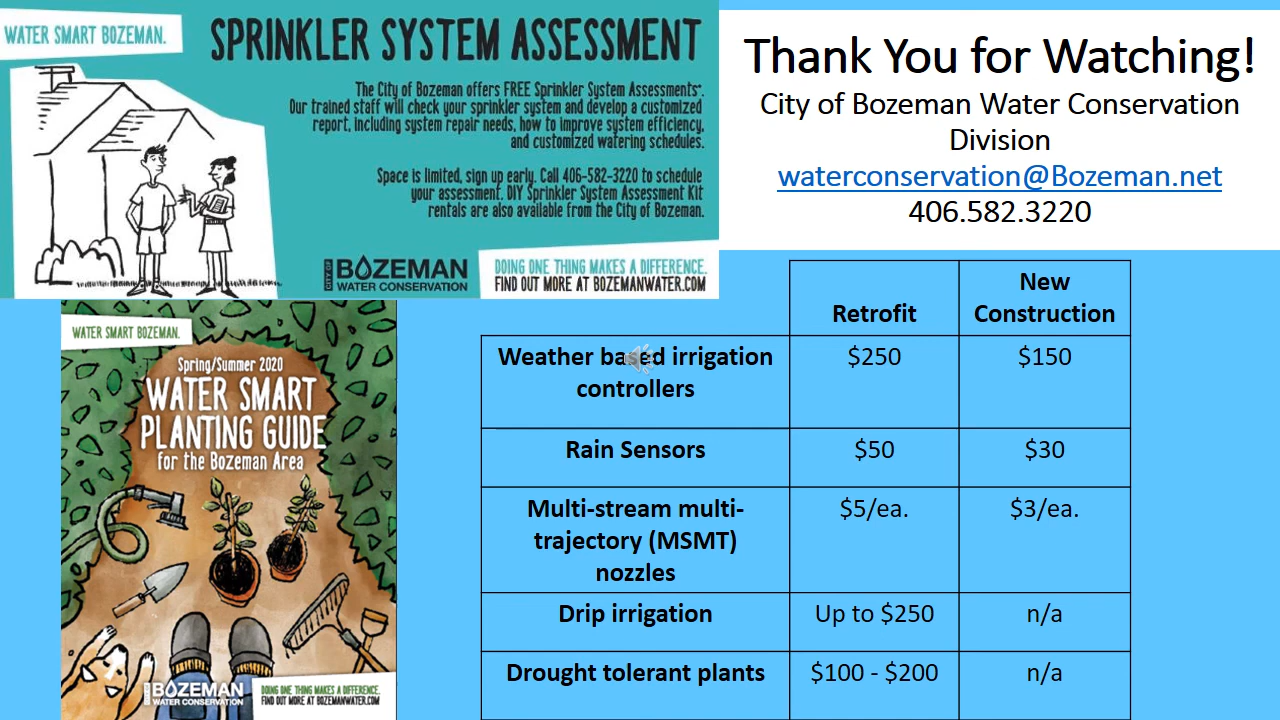 WATER SMART BOZEMAN.
SPRINKLER SYSTEM ASSESSMENT
The City of Bozeman offers FREE Sprinkler System Assessments*.
Our trained staff will check your sprinkler system and develop a customized
report, including system repair needs, how to improve system efficiency,
and customized watering schedules.
Space is limited, sign up early. Call 406-582-3220 to schedule
your assessment. DIY Sprinkler System Assessment Kit
rentals are also available from the City of Bozeman.
CITY OF
BOZEMAN
WATER CONSERVATION
DOING ONE THING MAKES A DIFFERENCE.
FIND OUT MORE AT BOZEMANWATER.COM
Thank You for Watching!
City of Bozeman Water Conservation
Division
waterconservation@Bozeman.net
406.582.3220
WATER SMART BOZEMAN.
Spring/Summer 2020
WATER SMART
PLANTING GUIDE
for the Bozeman Area
CITY OF
BOZEMAN
WATER CONSERVATION
DOING ONE THING MAKES A DIFFERENCE.
FIND OUT MORE AT BOZEMANWATER.COM
Retrofit
New
Construction
Weather based irrigation
controllers
$250
$150
Rain Sensors
$50
$30
Multi-stream multi-
trajectory (MSMT)
nozzles
$5/ea.
$3/ea.
Drip irrigation
Up to $250
n/a
Drought tolerant plants
$100 - $200
n/a